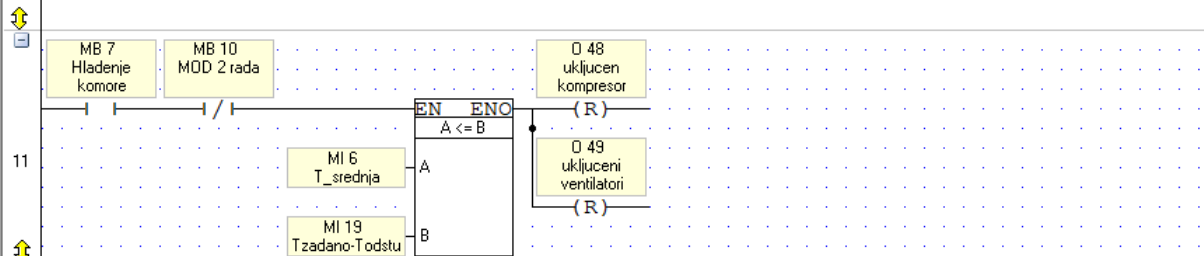 MB 7
Hladenje
komore
MB 10
MOD 2 rada
O 48
ukljucen
kompresor
EN ENO
(R)
A <= B
11
MI 6
T_srednja
A
O 49
ukljuceni
ventilatori
(R)
MI 19
Tzadano-Todstu
B